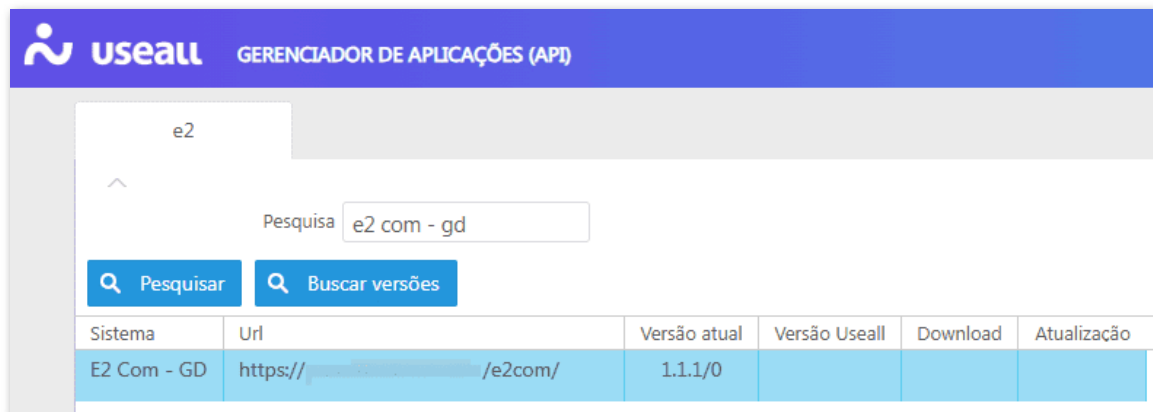 useall GERENCIADOR DE APLICAÇÕES (API)
e2
Pesquisa e2 com - gd
Pesquisar Buscar versões
Sistema Url Versão atual Versão Useall Download Atualização
E2 Com - GD https:// /e2com/ 1.1.1/0